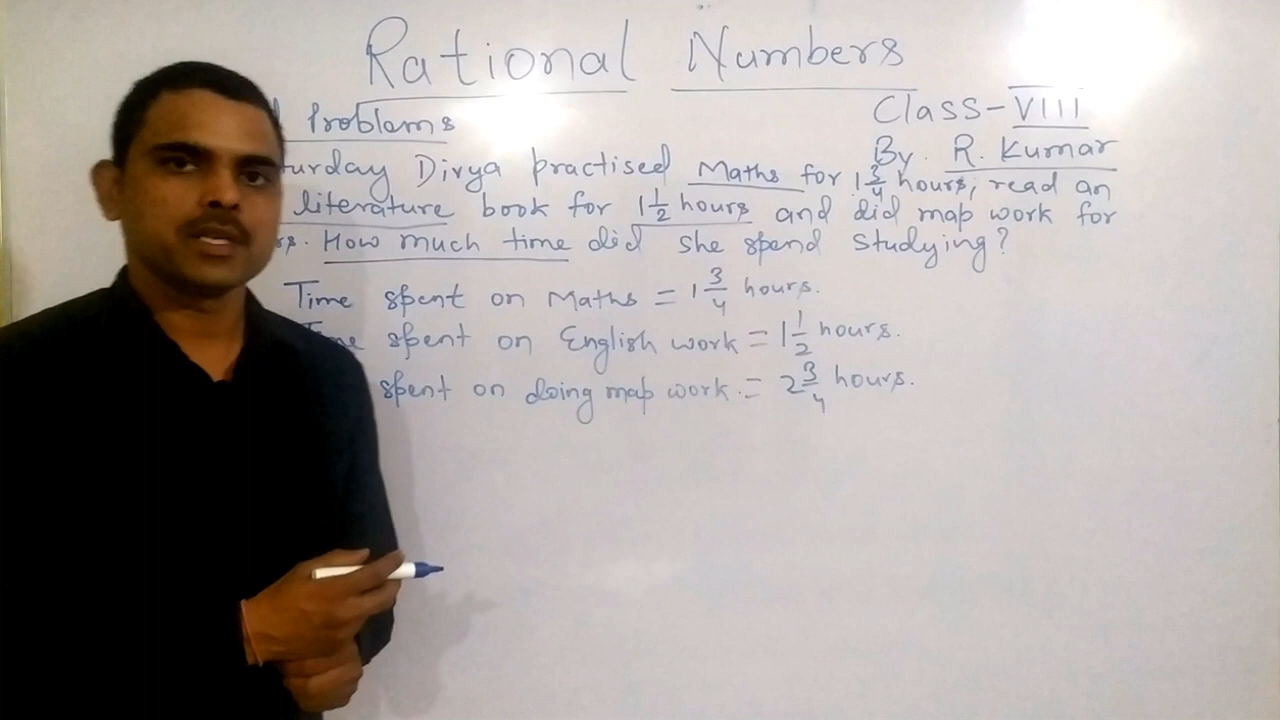 Rational Numbers
Problems
Class-VIII
By. R. Kumar
turday Divya practised Maths for 1 3/4 hours, read an
literature book for 1 1/2 hours and did map work for
rs. How much time did she spend studying?
Time spent on Maths = 1 3/4 hours.
Time spent on English work = 1 1/2 hours.
spent on doing map work = 2 3/4 hours.